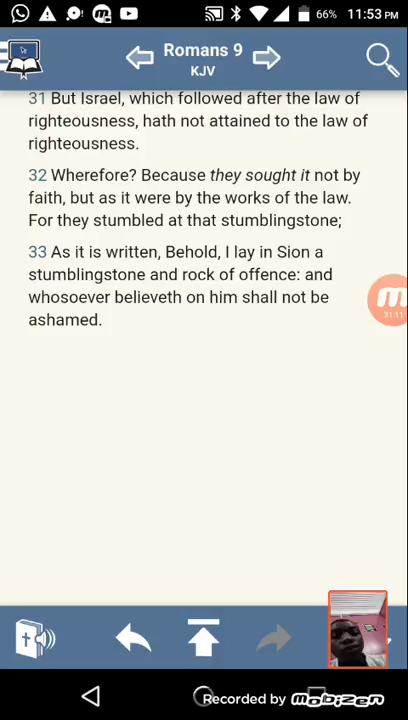 66% 11:53 PM
Romans 9
KJV
31 But Israel, which followed after the law of
righteousness, hath not attained to the law of
righteousness.
32 Wherefore? Because they sought it not by
faith, but as it were by the works of the law.
For they stumbled at that stumblingstone;
33 As it is written, Behold, I lay in Sion a
stumblingstone and rock of offence: and
whosoever believeth on him shall not be
ashamed.
31:11
Recorded by mobizen